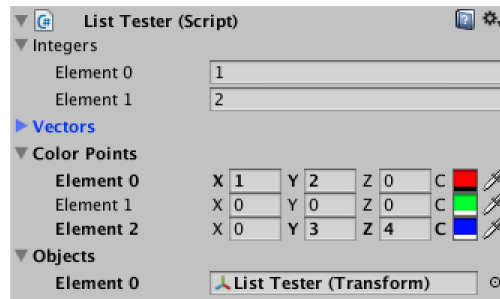 List Tester (Script)
Integers
Element 0 1
Element 1 2
Vectors
Color Points
Element 0 X 1 Y 2 Z 0 C
Element 1 X 0 Y 0 Z 0 C
Element 2 X 0 Y 3 Z 4 C
Objects
Element 0 List Tester (Transform)